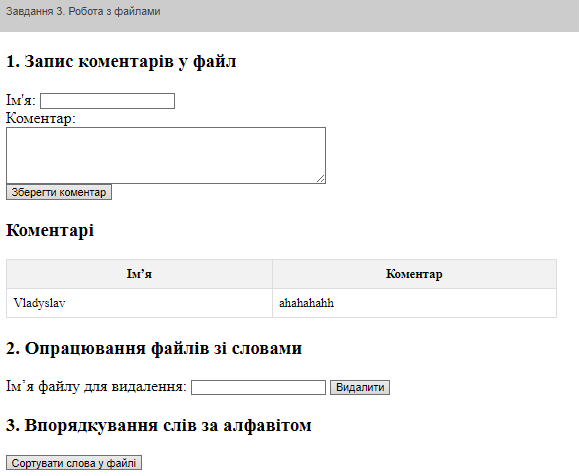 Завдання 3. Робота з файлами
1. Запис коментарів у файл
Ім'я:
Коментар:
Зберегти коментар
Коментарі
Ім’я Коментар
Vladyslav ahahahahh
2. Опрацювання файлів зі словами
Ім’я файлу для видалення: Видалити
3. Впорядкування слів за алфавітом
Сортувати слова у файлі